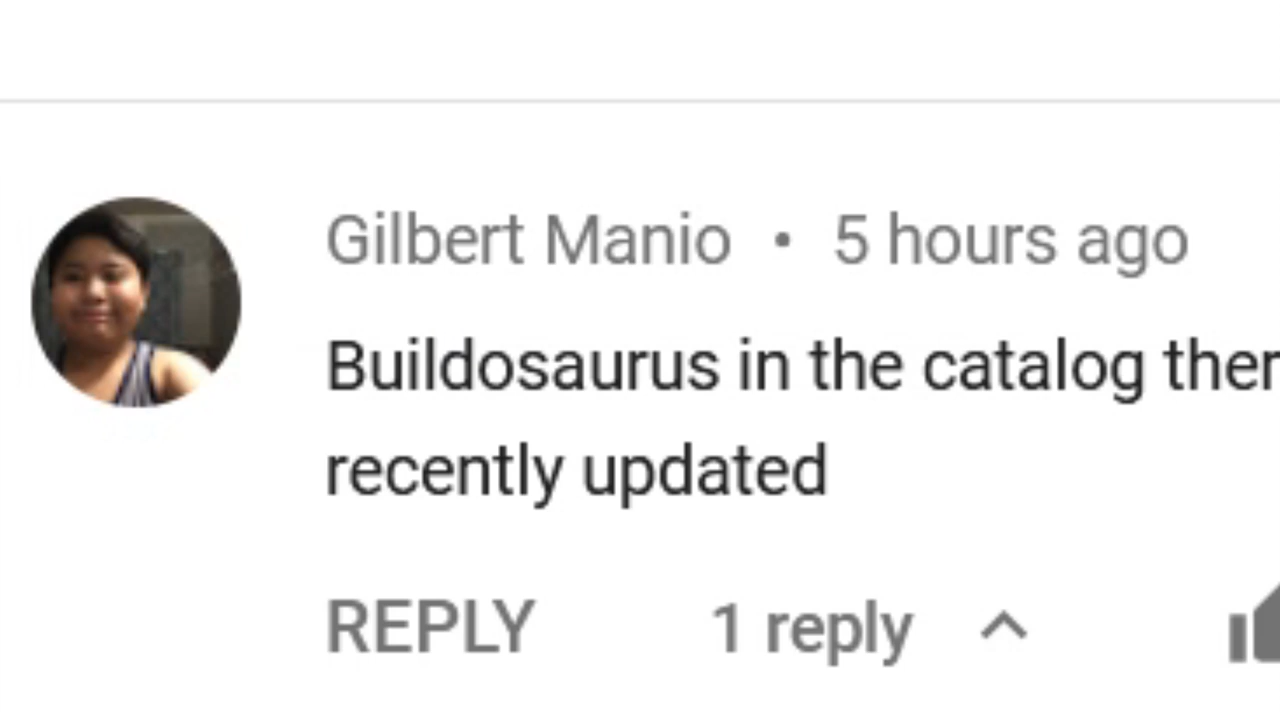 Gilbert Manio • 5 hours ago
Buildosaurus in the catalog
recently updated
REPLY 1 reply